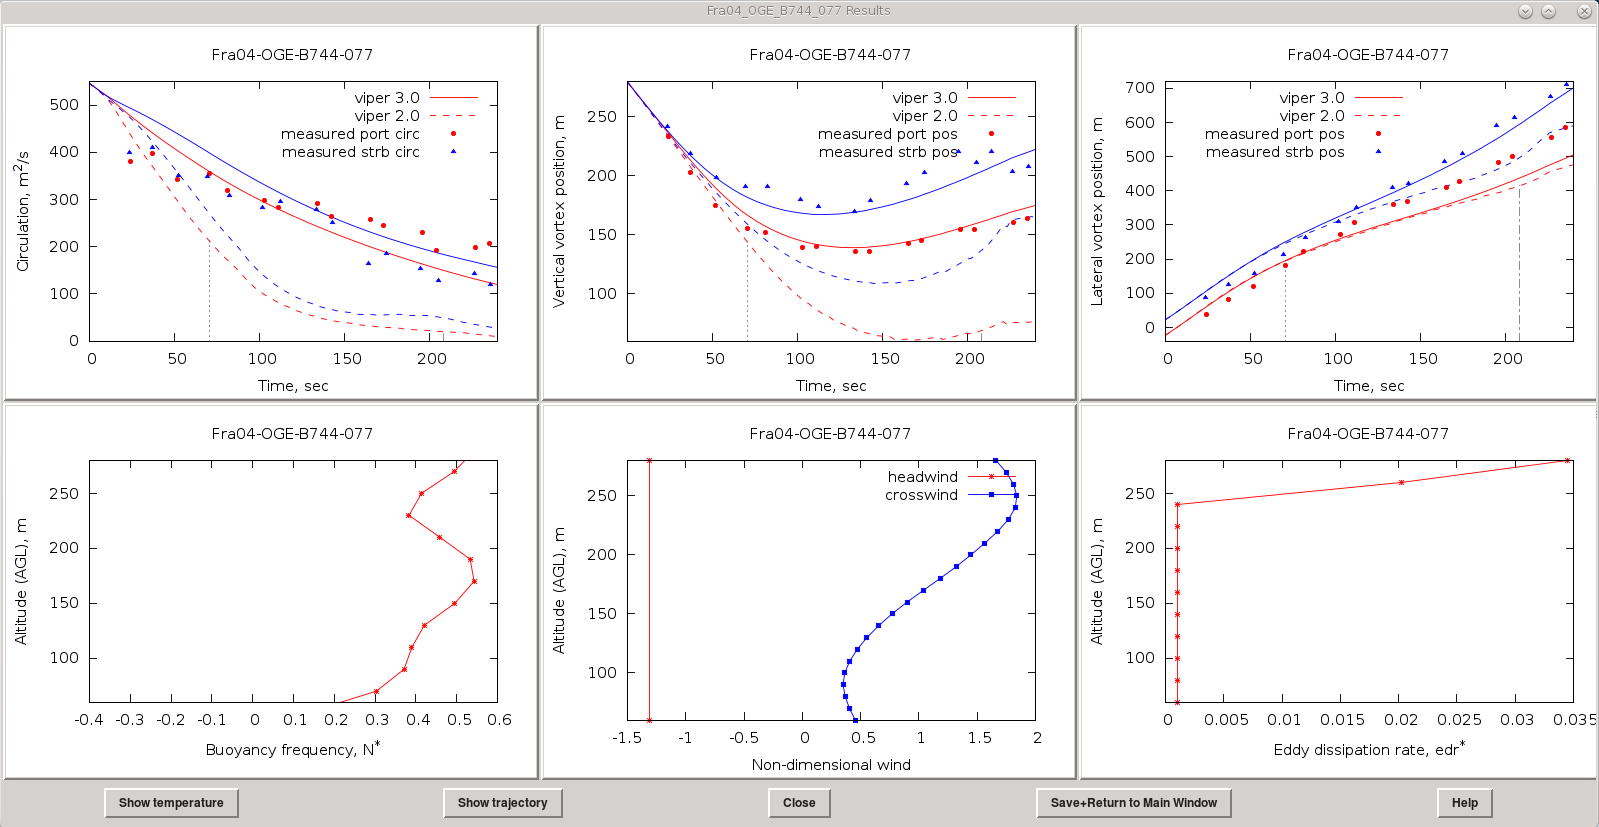 Fra04_OGE_B744_077 Results
Fra04-OGE-B744-077
viper 3.0
viper 2.0
measured port circ
measured strb circ
Circulation, m2/s
500
400
300
200
100
0
0 50 100 150 200
Time, sec
Fra04-OGE-B744-077
viper 3.0
viper 2.0
measured port pos
measured strb pos
Vertical vortex position, m
250
200
150
100
0 50 100 150 200
Time, sec
Fra04-OGE-B744-077
viper 3.0
viper 2.0
measured port pos
measured strb pos
Lateral vortex position, m
700
600
500
400
300
200
100
0
0 50 100 150 200
Time, sec
Fra04-OGE-B744-077
Altitude (AGL), m
250
200
150
100
-0.4 -0.3 -0.2 -0.1 0 0.1 0.2 0.3 0.4 0.5 0.6
Buoyancy frequency, N*
Fra04-OGE-B744-077
headwind
crosswind
Altitude (AGL), m
250
200
150
100
-1.5 -1 -0.5 0 0.5 1 1.5 2
Non-dimensional wind
Fra04-OGE-B744-077
Altitude (AGL), m
250
200
150
100
0 0.005 0.01 0.015 0.02 0.025 0.03 0.035
Eddy dissipation rate, edr*
Show temperature
Show trajectory
Close
Save+Return to Main Window
Help